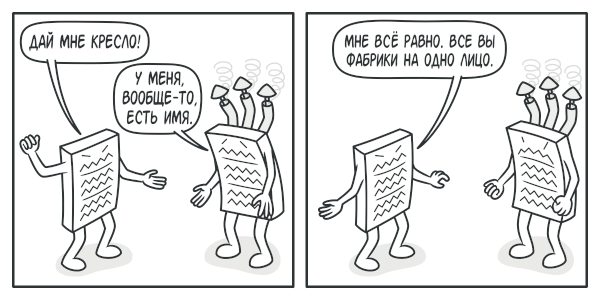 ДАЙ МНЕ КРЕСЛО!
У МЕНЯ,
ВООБЩЕ-ТО,
ЕСТЬ ИМЯ.
МНЕ ВСЁ РАВНО. ВСЕ ВЫ
ФАБРИКИ НА ОДНО ЛИЦО.